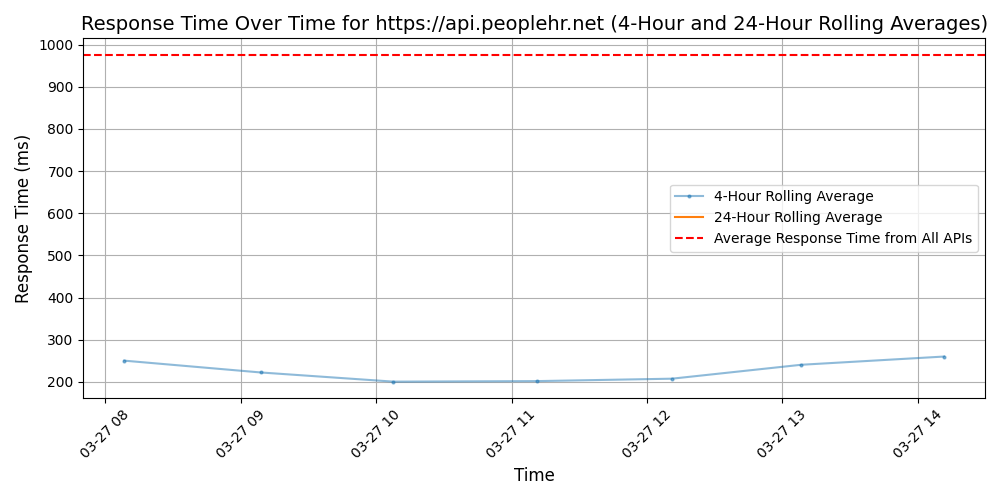 Response Time Over Time for https://api.peoplehr.net (4-Hour and 24-Hour Rolling Averages)
Response Time (ms)
1000
900
800
700
600
500
400
300
200
4-Hour Rolling Average
24-Hour Rolling Average
Average Response Time from All APIs
03-27 08
03-27 09
03-27 10
03-27 11
03-27 12
03-27 13
03-27 14
Time